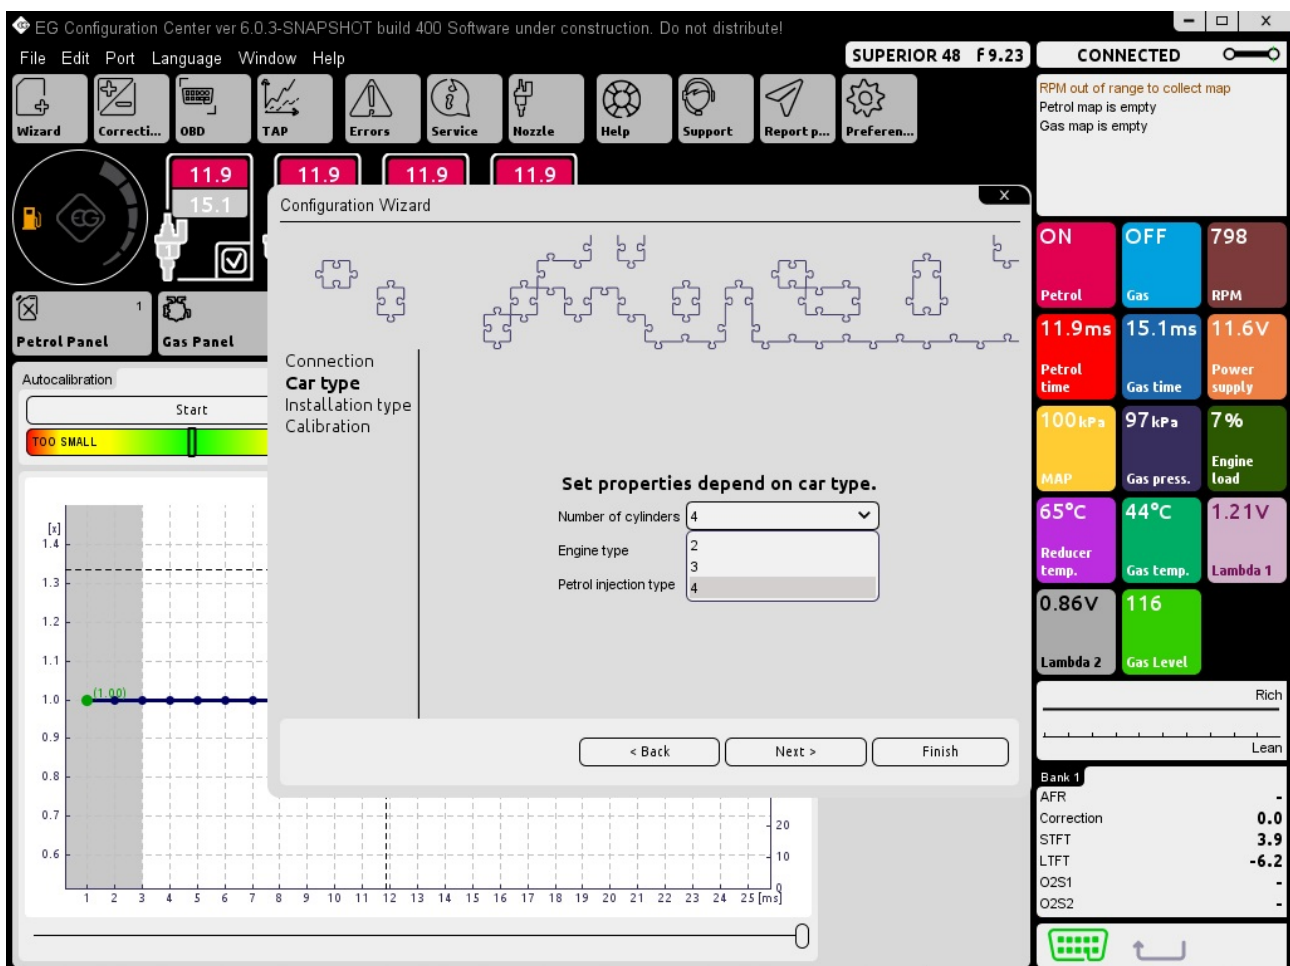 EG Configuration Center ver 6.0.3-SNAPSHOT build 400 Software under construction. Do not distribute!
File Edit Port Language Window Help
SUPERIOR 48 F 9.23
CONNECTED
Wizard
Correcti...
OBD
TAP
Errors
Service
Nozzle
Help
Support
Report p...
Preferen...
RPM out of range to collect map
Petrol map is empty
Gas map is empty
EG
11.9
15.1
1
11.9
11.9
11.9
1
Petrol Panel
Gas Panel
Autocalibration
Start
TOO SMALL
[x]
1.4
1.3
1.2
1.1
1.0
0.9
0.8
0.7
0.6
(1.00)
20
10
0
1 2 3 4 5 6 7 8 9 10 11 12 13 14 15 16 17 18 19 20 21 22 23 24 25 [ms]
Configuration Wizard
X
Connection
Car type
Installation type
Calibration
Set properties depend on car type.
Number of cylinders 4
Engine type
Petrol injection type
2
3
4
< Back
Next >
Finish
ON
Petrol
OFF
Gas
798
RPM
11.9ms
Petrol
time
15.1ms
Gas time
11.6V
Power
supply
100kPa
MAP
97kPa
Gas press.
7%
Engine
load
65°C
Reducer
temp.
44°C
Gas temp.
1.21V
Lambda 1
0.86V
Lambda 2
116
Gas Level
Rich
Lean
Bank 1
AFR -
Correction 0.0
STFT 3.9
LTFT -6.2
O2S1 -
O2S2 -